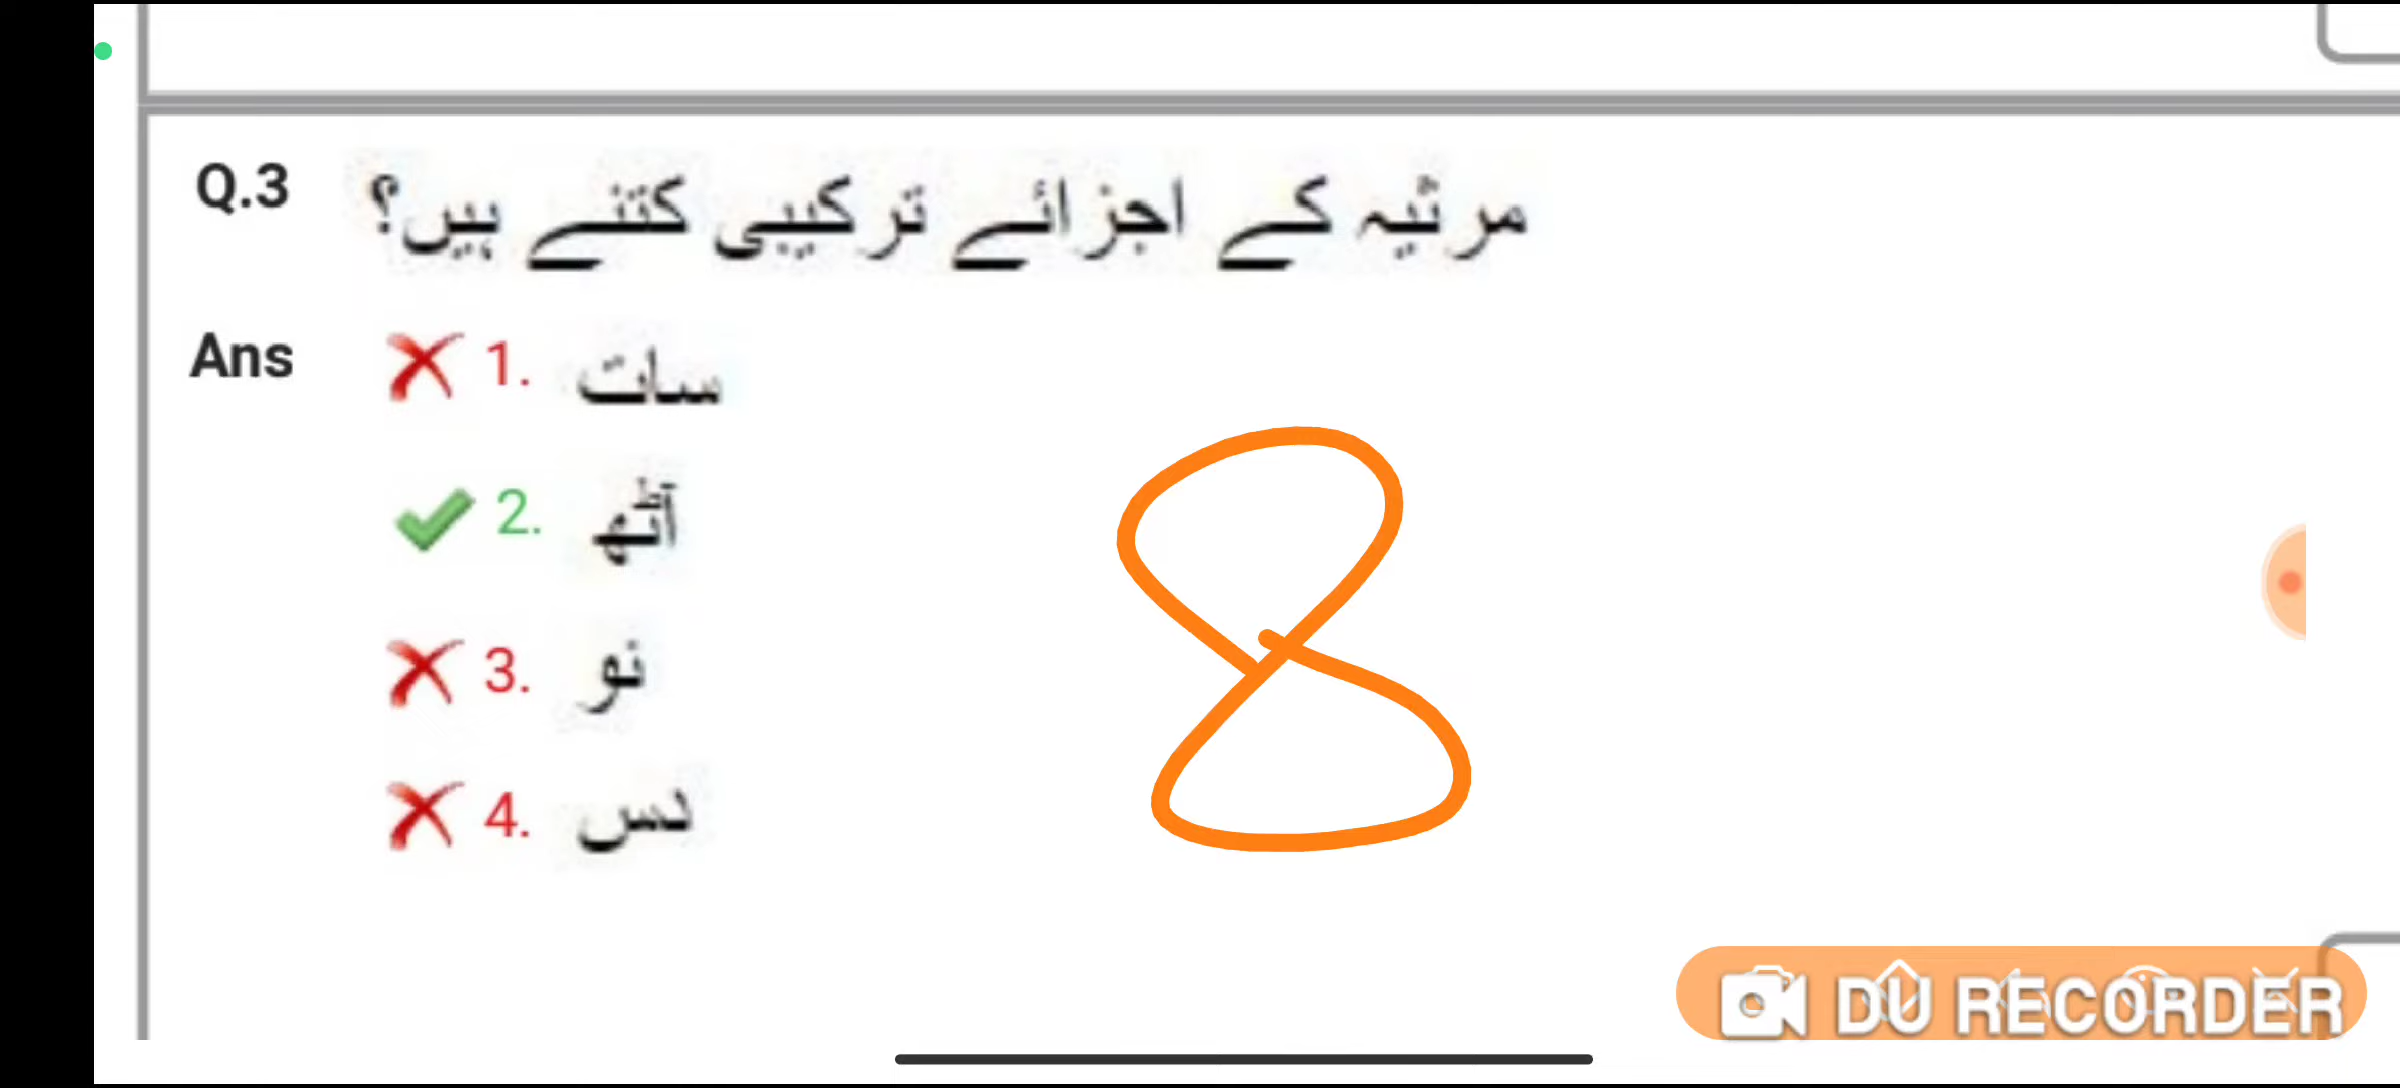 Q.3 مرثیہ کے اجزائے ترکیبی کتنے ہیں؟
Ans 1. سات
2. آٹھ
3. نو
4. دس
8
DU RECORDER